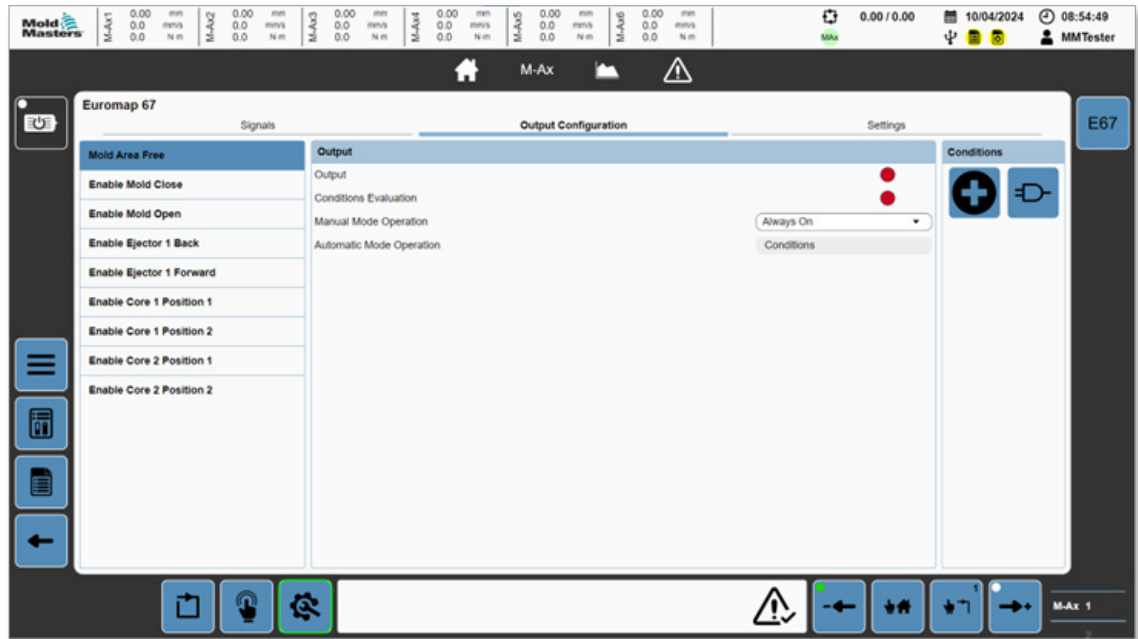 Mold
Masters
M-Ax1 0.00 mm 0.0 mm/s 0.0 N·m
M-Ax2 0.00 mm 0.0 mm/s 0.0 N·m
M-Ax3 0.00 mm 0.0 mm/s 0.0 N·m
M-Ax4 0.00 mm 0.0 mm/s 0.0 N·m
M-Ax5 0.00 mm 0.0 mm/s 0.0 N·m
M-Ax6 0.00 mm 0.0 mm/s 0.0 N·m
0.00 / 0.00
MAx
10/04/2024 08:54:49
MMTester
M-Ax
Euromap 67
Signals Output Configuration Settings
E67
Mold Area Free
Enable Mold Close
Enable Mold Open
Enable Ejector 1 Back
Enable Ejector 1 Forward
Enable Core 1 Position 1
Enable Core 1 Position 2
Enable Core 2 Position 1
Enable Core 2 Position 2
Output
Output
Conditions Evaluation
Manual Mode Operation Always On
Automatic Mode Operation Conditions
Conditions
1
M-Ax 1
2